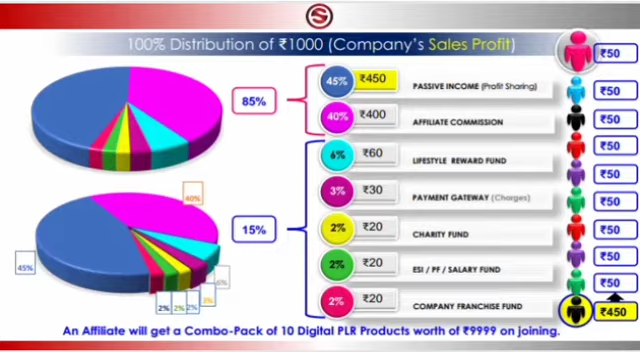 S
100% Distribution of ₹1000 (Company's Sales Profit)
85%
15%
45% ₹450 PASSIVE INCOME (Profit Sharing)
40% ₹400 AFFILIATE COMMISSION
6% ₹60 LIFESTYLE REWARD FUND
3% ₹30 PAYMENT GATEWAY (Charges)
2% ₹20 CHARITY FUND
2% ₹20 ESI / PF / SALARY FUND
2% ₹20 COMPANY FRANCHISE FUND
40%
45%
2%
2%
2%
3%
6%
₹50
₹50
₹50
₹50
₹50
₹50
₹50
₹50
₹50
₹450
An Affiliate will get a Combo-Pack of 10 Digital PLR Products worth of ₹9999 on joining.